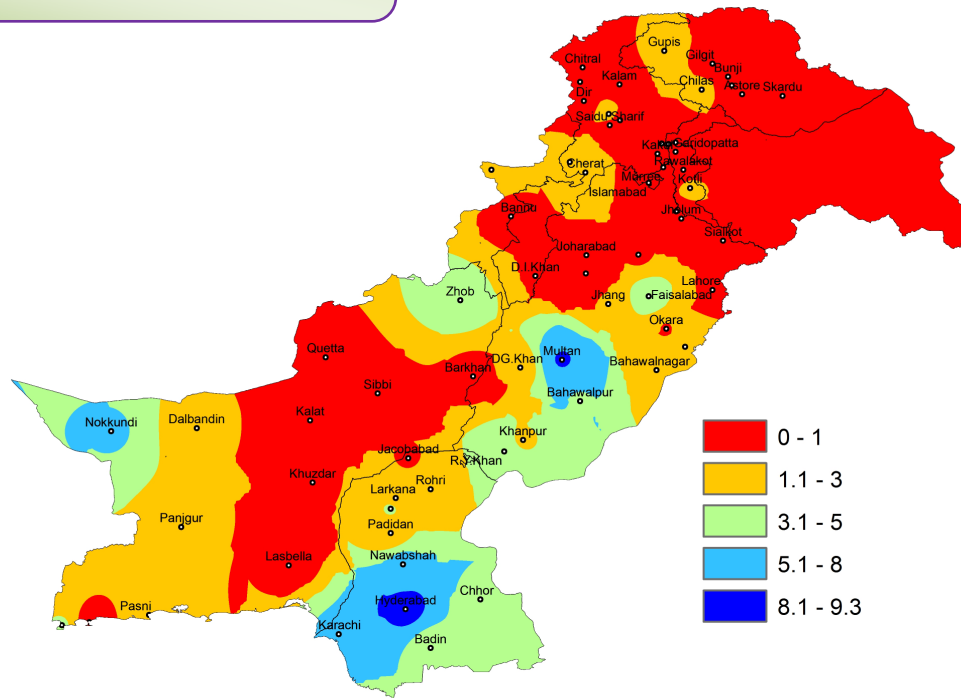 Gupis
Gilgit
Chitral
Bunji
Kalam
Chilas
Astore
Skardu
Dir
Saidu Sharif
Garidopatta
Cherat
Rawalakot
Murree
Kotli
Islamabad
Bannu
Jhelum
Sialkot
Joharabad
D.I.Khan
Lahore
Zhob
Jhang
Faisalabad
Okara
Quetta
Multan
DG.Khan
Bahawalnagar
Barkhan
Sibbi
Bahawalpur
Kalat
Nokkundi
Dalbandin
Khanpur
Jacobabad
R.Y.Khan
Khuzdar
Rohri
Larkana
Panjgur
Padidan
Lasbella
Nawabshah
Chhor
Hyderabad
Pasni
Karachi
Badin
0 - 1
1.1 - 3
3.1 - 5
5.1 - 8
8.1 - 9.3